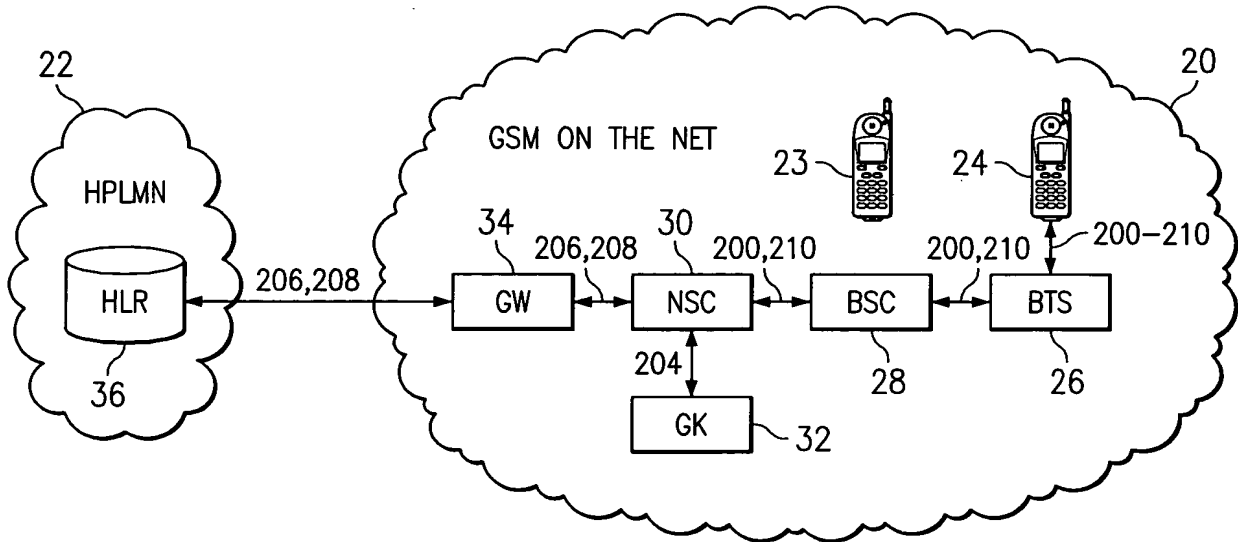 22
20
GSM ON THE NET
23
24
HPLMN
34
30
200-210
206,208
200,210
200,210
206,208
HLR
GW
NSC
BSC
BTS
36
204
28
26
GK
32